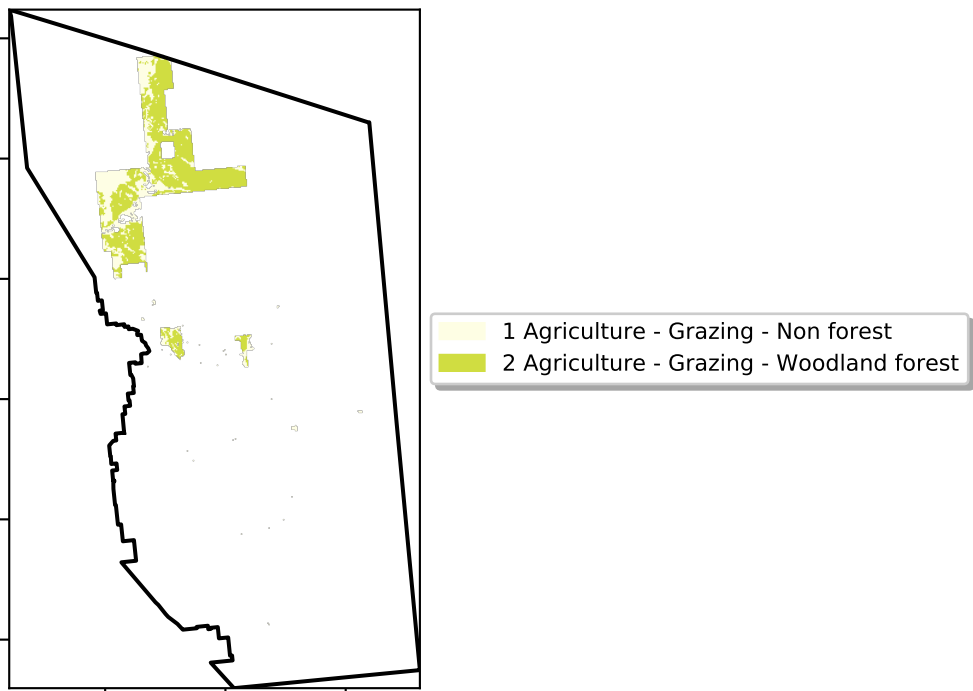 1 Agriculture - Grazing - Non forest
2 Agriculture - Grazing - Woodland forest